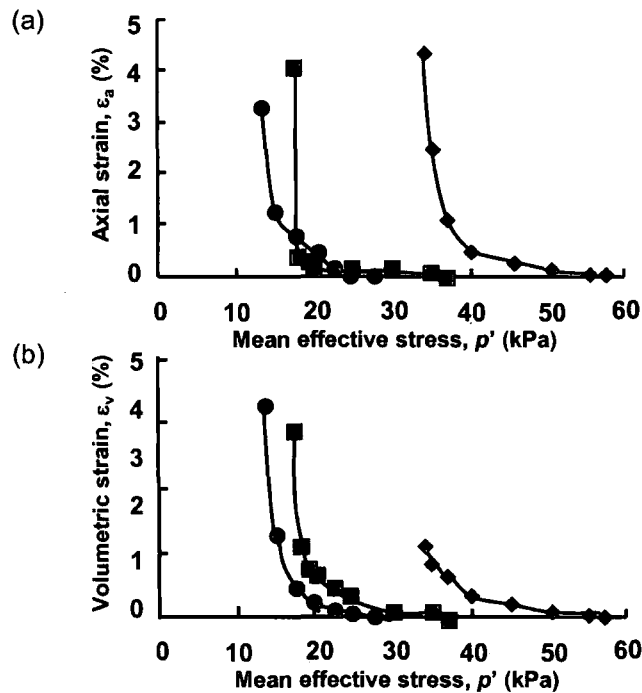 (a)
Axial strain, εa (%)
5
4
3
2
1
0
10 20 30 40 50 60
Mean effective stress, p' (kPa)
(b)
Volumetric strain, εv (%)
5
4
2
1
0
0 10 20 30 40 50 60
Mean effective stress, p' (kPa)